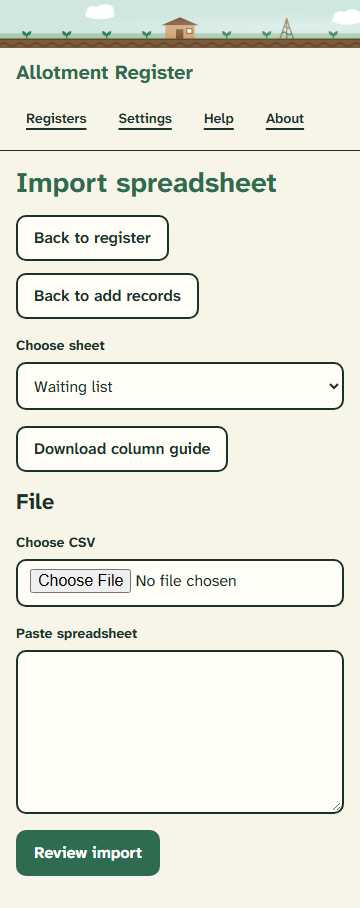 Allotment Register
Registers Settings Help About
Import spreadsheet
Back to register
Back to add records
Choose sheet
Waiting list
Download column guide
File
Choose CSV
Choose File No file chosen
Paste spreadsheet
Review import